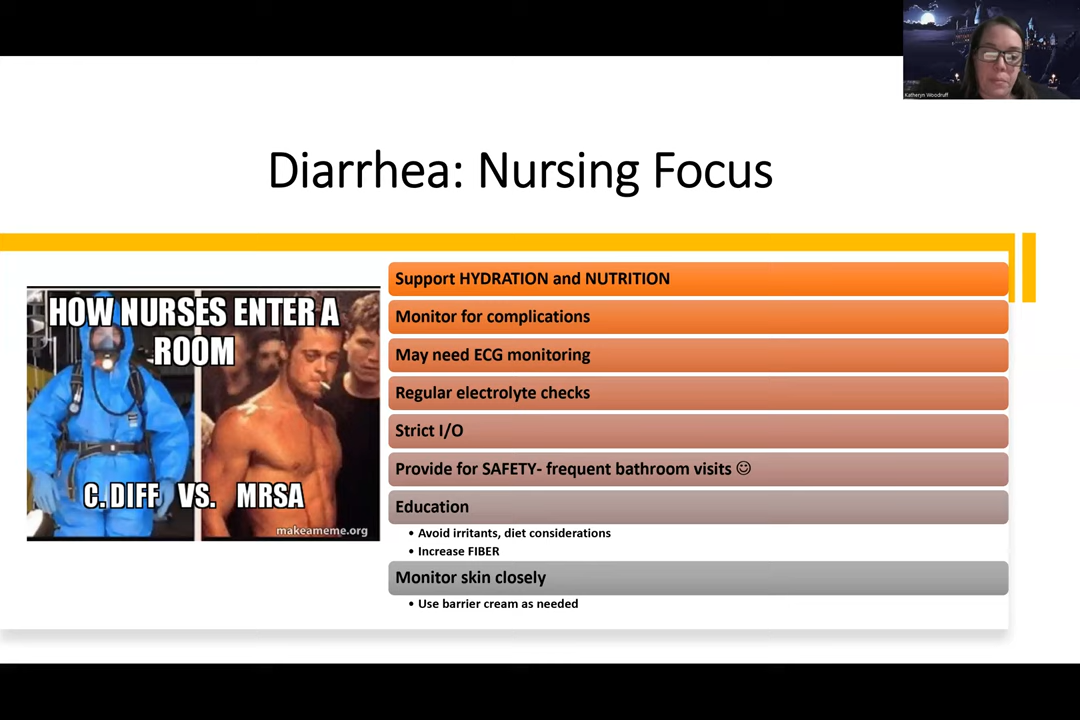 Katheryn Woodruff
Diarrhea: Nursing Focus
HOW NURSES ENTER A
ROOM
C. DIFF VS. MRSA
makeameme.org
Support HYDRATION and NUTRITION
Monitor for complications
May need ECG monitoring
Regular electrolyte checks
Strict I/O
Provide for SAFETY- frequent bathroom visits ☺
Education
• Avoid irritants, diet considerations
• Increase FIBER
Monitor skin closely
• Use barrier cream as needed